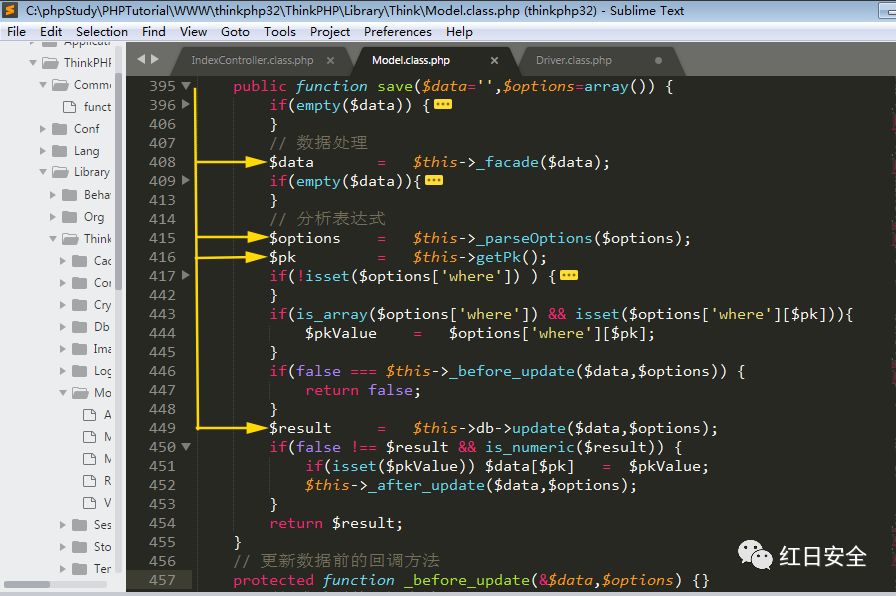 C:\phpStudy\PHPTutorial\WWW\thinkphp32\ThinkPHP\Library\Think\Model.class.php (thinkphp32) - Sublime Text
File Edit Selection Find View Goto Tools Project Preferences Help
IndexController.class.php × Model.class.php × Driver.class.php
ThinkPHP
Comm
funct
Conf
Lang
Library
Beha
Org
Think
Cac
Cor
Cry
Db
Ima
Log
Mo
A
M
M
R
V
Ses
Sto
Ter
395 public function save($data='',$options=array()) {
396 if(empty($data)) {
406 }
407 // 数据处理
408 $data = $this->_facade($data);
409 if(empty($data)){
413 }
414 // 分析表达式
415 $options = $this->_parseOptions($options);
416 $pk = $this->getPk();
417 if(!isset($options['where']) ) {
442 }
443 if(is_array($options['where']) && isset($options['where'][$pk])){
444 $pkValue = $options['where'][$pk];
445 }
446 if(false === $this->_before_update($data,$options)) {
447 return false;
448 }
449 $result = $this->db->update($data,$options);
450 if(false !== $result && is_numeric($result)) {
451 if(isset($pkValue)) $data[$pk] = $pkValue;
452 $this->_after_update($data,$options);
453 }
454 return $result;
455 }
456 // 更新数据前的回调方法
457 protected function _before_update(&$data,$options) {}
红日安全